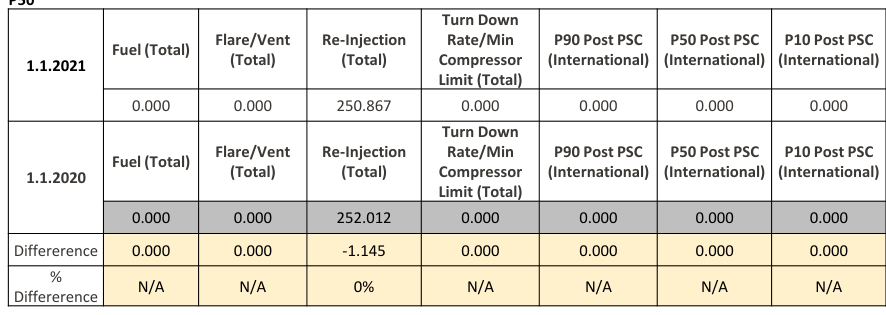 P50
1.1.2021 Fuel (Total) Flare/Vent (Total) Re-Injection (Total) Turn Down Rate/Min Compressor Limit (Total) P90 Post PSC (International) P50 Post PSC (International) P10 Post PSC (International)
0.000 0.000 250.867 0.000 0.000 0.000 0.000
1.1.2020 Fuel (Total) Flare/Vent (Total) Re-Injection (Total) Turn Down Rate/Min Compressor Limit (Total) P90 Post PSC (International) P50 Post PSC (International) P10 Post PSC (International)
0.000 0.000 252.012 0.000 0.000 0.000 0.000
Differerence 0.000 0.000 -1.145 0.000 0.000 0.000 0.000
% Differerence N/A N/A 0% N/A N/A N/A N/A